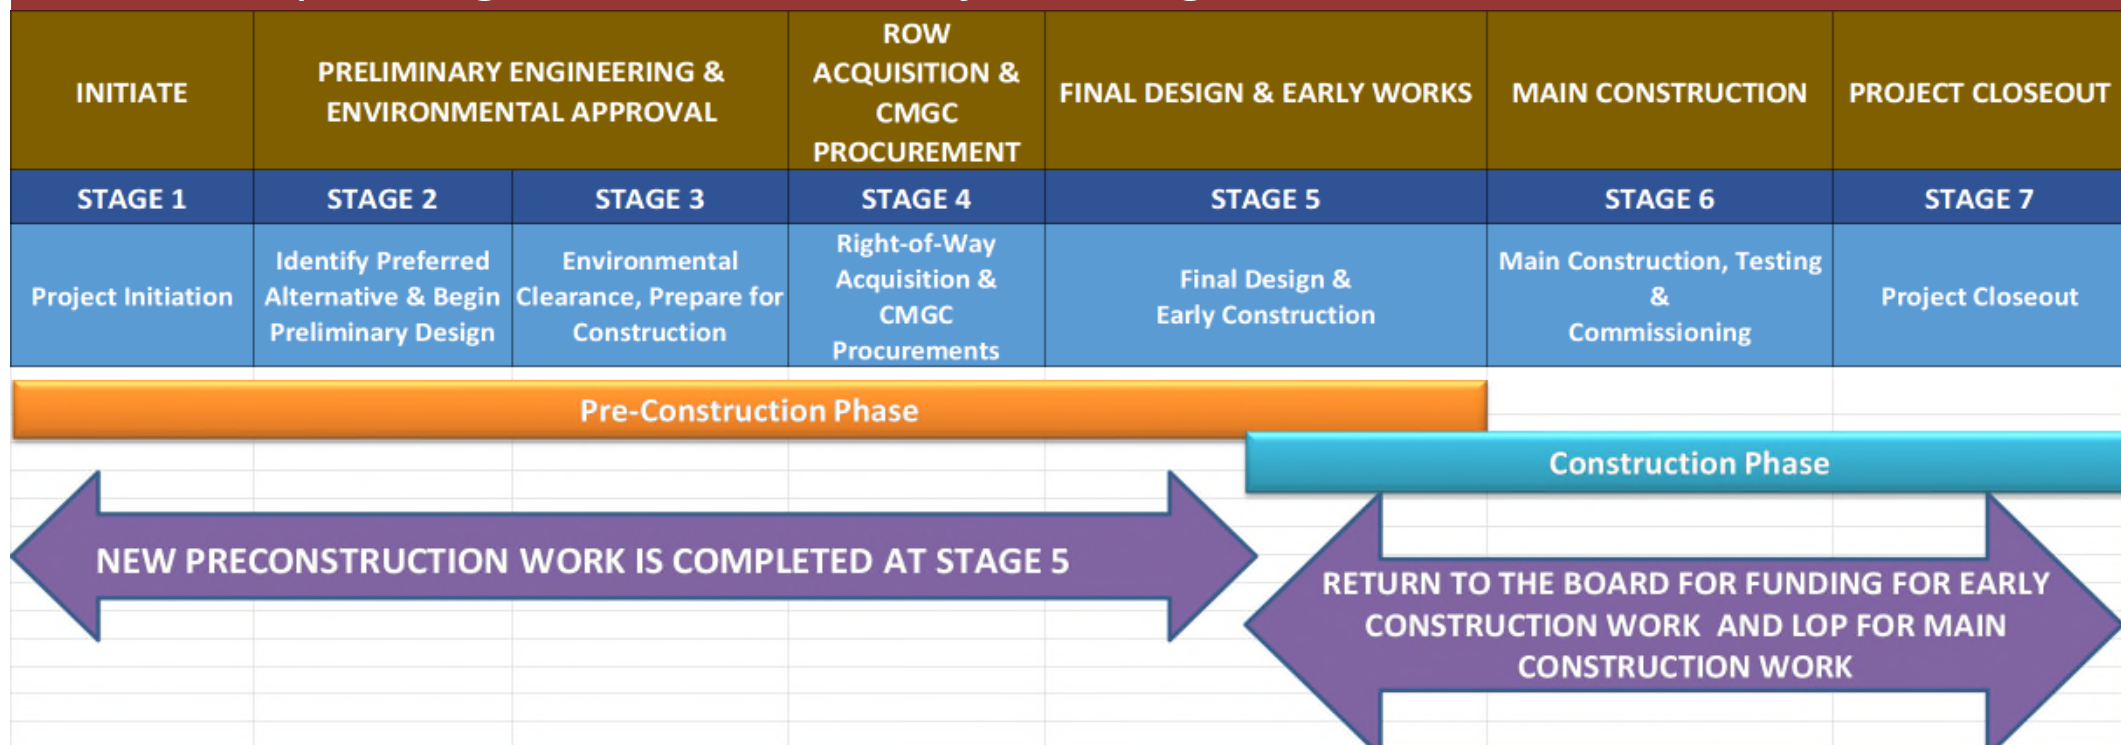 INITIATE
PRELIMINARY ENGINEERING &
ENVIRONMENTAL APPROVAL
ROW
ACQUISITION &
CMGC
PROCUREMENT
FINAL DESIGN & EARLY WORKS
MAIN CONSTRUCTION
PROJECT CLOSEOUT
STAGE 1
STAGE 2
STAGE 3
STAGE 4
STAGE 5
STAGE 6
STAGE 7
Project Initiation
Identify Preferred
Alternative & Begin
Preliminary Design
Environmental
Clearance, Prepare for
Construction
Right-of-Way
Acquisition &
CMGC
Procurements
Final Design &
Early Construction
Main Construction, Testing
&
Commissioning
Project Closeout
Pre-Construction Phase
Construction Phase
NEW PRECONSTRUCTION WORK IS COMPLETED AT STAGE 5
RETURN TO THE BOARD FOR FUNDING FOR EARLY
CONSTRUCTION WORK AND LOP FOR MAIN
CONSTRUCTION WORK